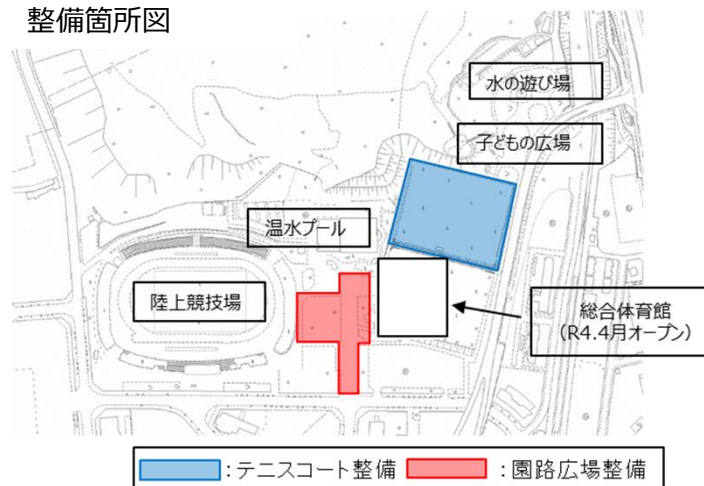 整備箇所図
水の遊び場
子どもの広場
温水プール
陸上競技場
総合体育館
（R4.4月オープン）
：テニスコート整備
：園路広場整備